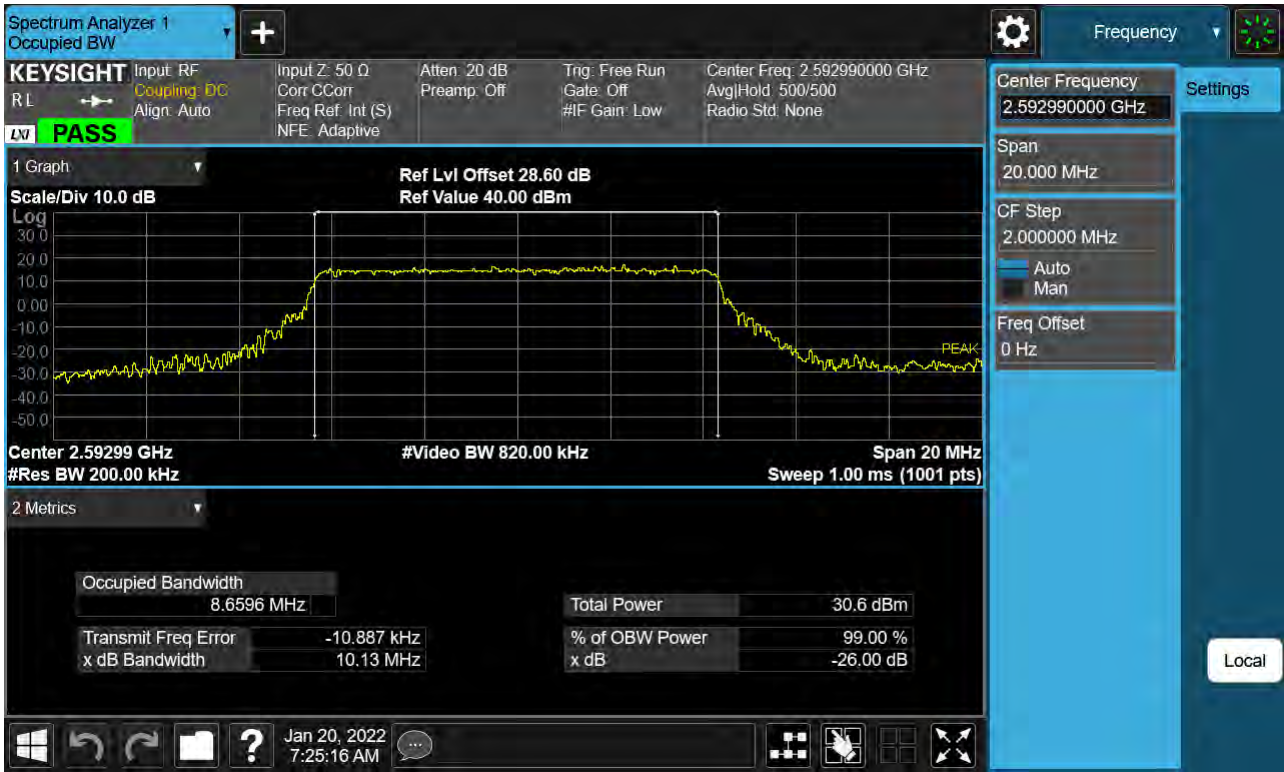 Spectrum Analyzer 1
Occupied BW
+
Frequency
KEYSIGHT
RL
LXI
PASS
Input: RF
Coupling: DC
Align: Auto
Input Z: 50 Ω
Corr CCorr
Freq Ref: Int (S)
NFE: Adaptive
Atten: 20 dB
Preamp: Off
Trig: Free Run
Gate: Off
#IF Gain: Low
Center Freq: 2.592990000 GHz
Avg|Hold: 500/500
Radio Std: None
Center Frequency
2.592990000 GHz
Settings
Span
20.000 MHz
CF Step
2.000000 MHz
Auto
Man
Freq Offset
0 Hz
Local
1 Graph
Scale/Div 10.0 dB
Ref Lvl Offset 28.60 dB
Ref Value 40.00 dBm
Log
30.0
20.0
10.0
0.00
-10.0
-20.0
-30.0
-40.0
-50.0
PEAK
Center 2.59299 GHz
#Video BW 820.00 kHz
Span 20 MHz
#Res BW 200.00 kHz
Sweep 1.00 ms (1001 pts)
2 Metrics
Occupied Bandwidth
8.6596 MHz
Total Power 30.6 dBm
Transmit Freq Error -10.887 kHz
% of OBW Power 99.00 %
x dB Bandwidth 10.13 MHz
x dB -26.00 dB
?
Jan 20, 2022
7:25:16 AM